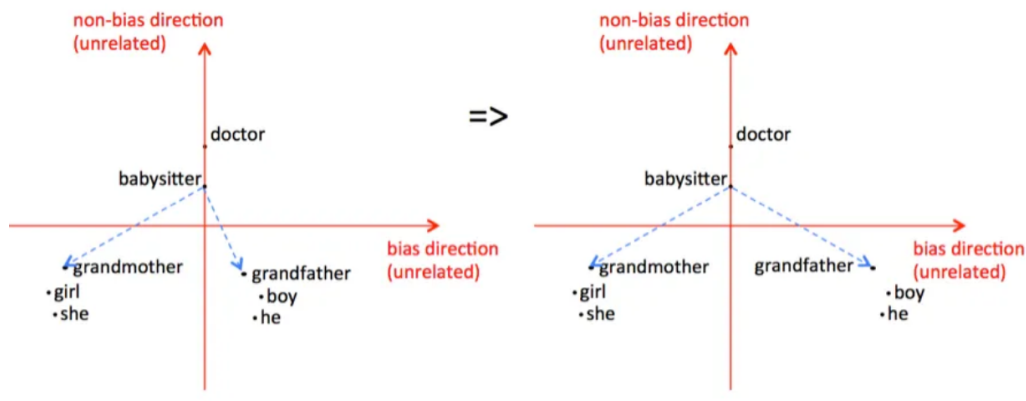 non-bias direction
(unrelated)
doctor
babysitter
bias direction
(unrelated)
grandmother
grandfather
•girl
•boy
•she
•he
=>
non-bias direction
(unrelated)
doctor
babysitter
bias direction
(unrelated)
grandmother
grandfather
•girl
•boy
•she
•he